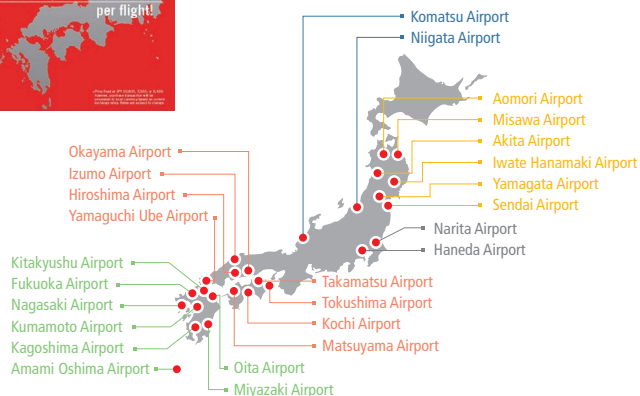 per flight!
Komatsu Airport
Niigata Airport
Aomori Airport
Misawa Airport
Akita Airport
Iwate Hanamaki Airport
Yamagata Airport
Sendai Airport
Narita Airport
Haneda Airport
Okayama Airport
Izumo Airport
Hiroshima Airport
Yamaguchi Ube Airport
Kitakyushu Airport
Fukuoka Airport
Nagasaki Airport
Kumamoto Airport
Kagoshima Airport
Amami Oshima Airport
Takamatsu Airport
Tokushima Airport
Kochi Airport
Matsuyama Airport
Oita Airport
Miyazaki Airport